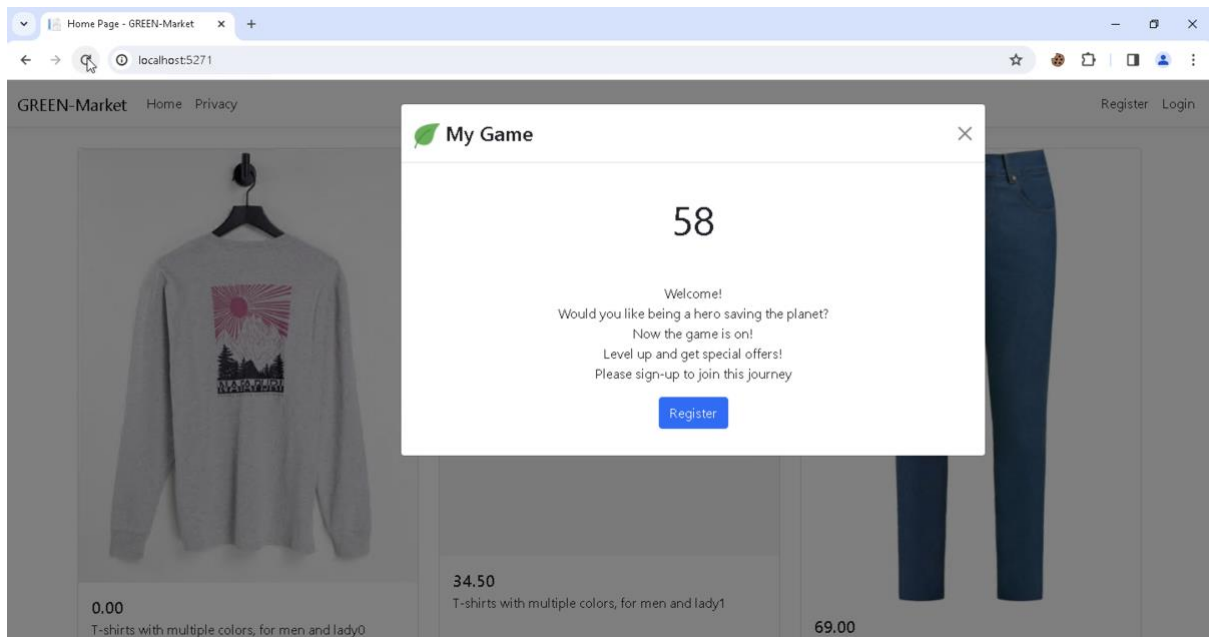 Home Page - GREEN-Market
localhost:5271
GREEN-Market Home Privacy Register Login
My Game
58
Welcome!
Would you like being a hero saving the planet?
Now the game is on!
Level up and get special offers!
Please sign-up to join this journey
Register
0.00
T-shirts with multiple colors, for men and lady0
34.50
T-shirts with multiple colors, for men and lady1
69.00